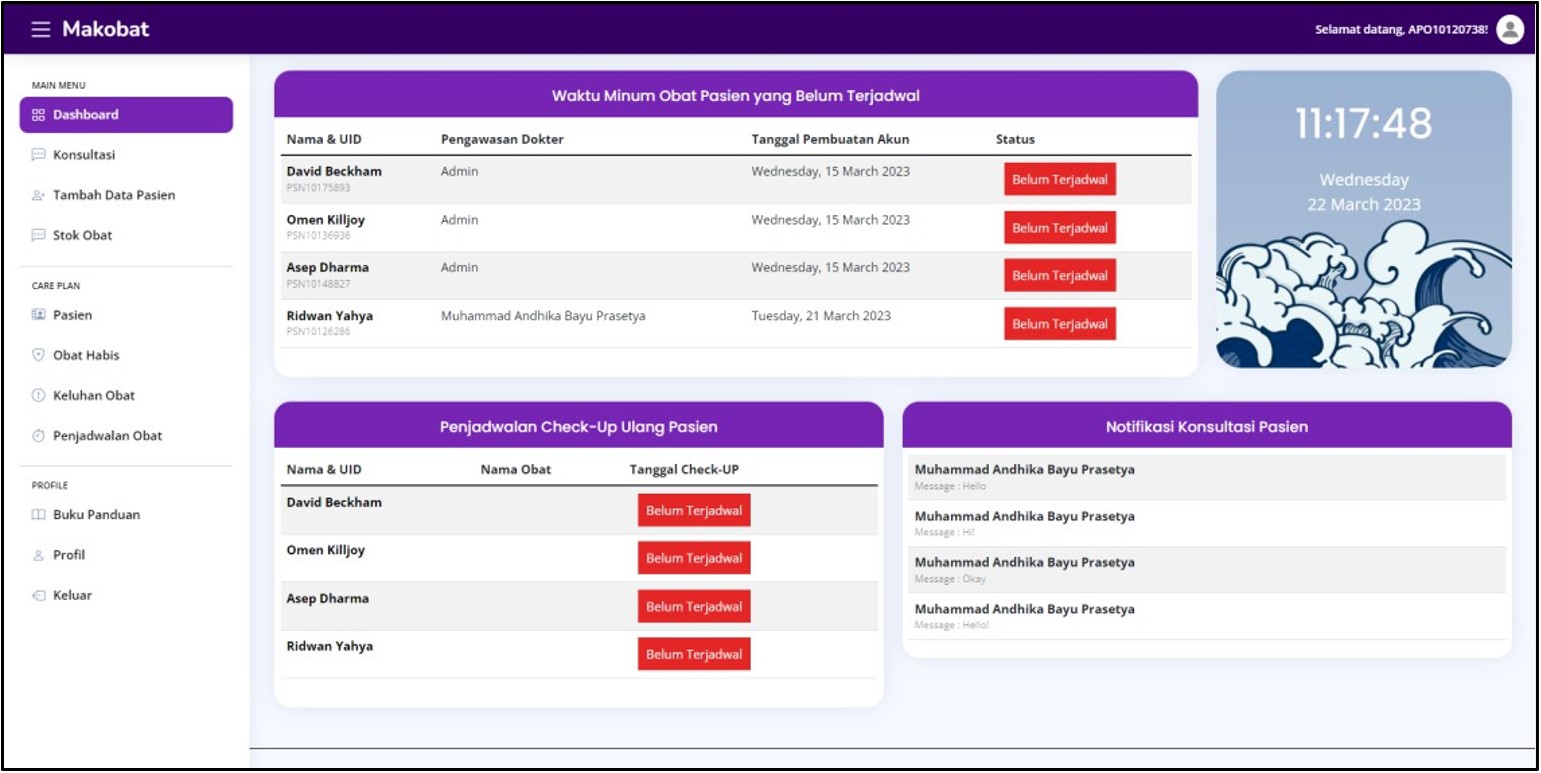 Makobat
Selamat datang, APO10120738!
MAIN MENU
Dashboard
Konsultasi
Tambah Data Pasien
Stok Obat
CARE PLAN
Pasien
Obat Habis
Keluhan Obat
Penjadwalan Obat
PROFILE
Buku Panduan
Profil
Keluar
Waktu Minum Obat Pasien yang Belum Terjadwal
Nama & UID Pengawasan Dokter Tanggal Pembuatan Akun Status
David Beckham Admin Wednesday, 15 March 2023 Belum Terjadwal
PSN10175893
Omen Killjoy Admin Wednesday, 15 March 2023 Belum Terjadwal
PSN10136936
Asep Dharma Admin Wednesday, 15 March 2023 Belum Terjadwal
PSN10148827
Ridwan Yahya Muhammad Andhika Bayu Prasetya Tuesday, 21 March 2023 Belum Terjadwal
PSN10126286
11:17:48
Wednesday
22 March 2023
Penjadwalan Check-Up Ulang Pasien
Nama & UID Nama Obat Tanggal Check-UP
David Beckham Belum Terjadwal
Omen Killjoy Belum Terjadwal
Asep Dharma Belum Terjadwal
Ridwan Yahya Belum Terjadwal
Notifikasi Konsultasi Pasien
Muhammad Andhika Bayu Prasetya
Message : Hello
Muhammad Andhika Bayu Prasetya
Message : Hi!
Muhammad Andhika Bayu Prasetya
Message : Okay
Muhammad Andhika Bayu Prasetya
Message : Hello!